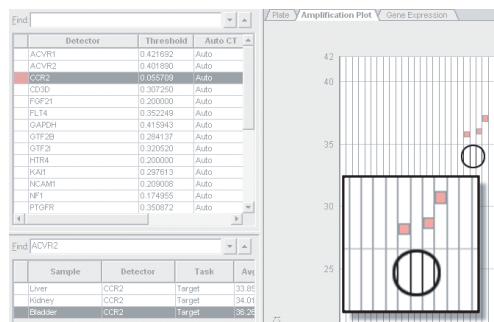 Find:
Detector Threshold Auto CT
ACVR1 0.421692 Auto
ACVR2 0.401890 Auto
CCR2 0.055709 Auto
CD3D 0.307250 Auto
FGF21 0.200000 Auto
FLT4 0.352249 Auto
GAPDH 0.415943 Auto
GTF2B 0.284137 Auto
GTF2I 0.320520 Auto
HTR4 0.200000 Auto
KAI1 0.297613 Auto
NCAM1 0.209008 Auto
NF1 0.174955 Auto
PTGFR 0.350872 Auto
Find: ACVR2
Sample Detector Task Avg
Liver CCR2 Target 33.85
Kidney CCR2 Target 34.01
Bladder CCR2 Target 36.26
Plate Amplification Plot Gene Expression
42
40
35
30
25